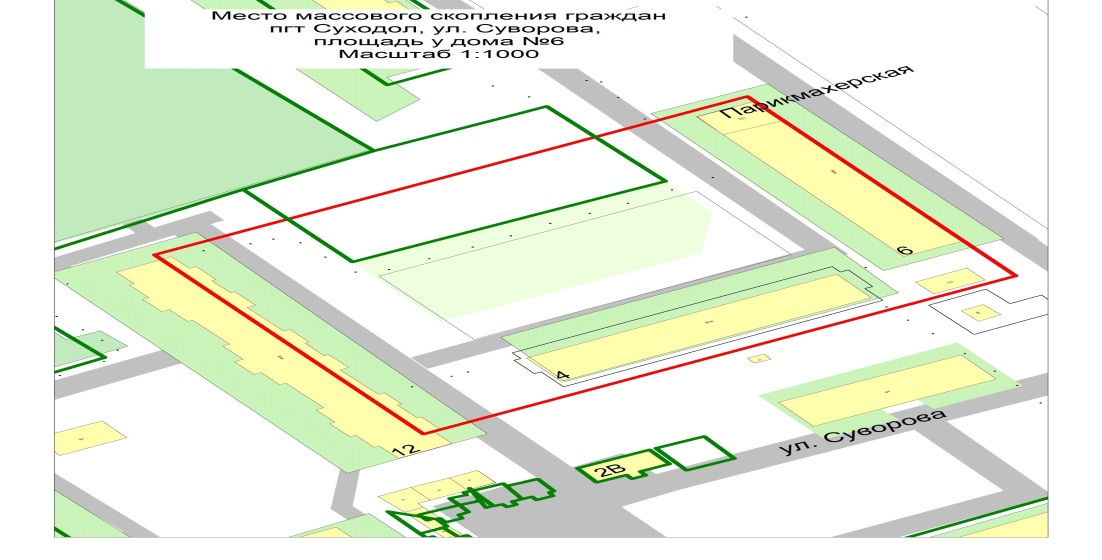 Место массового скопления граждан
пгт Суходол, ул. Суворова,
площадь у дома №6
Масштаб 1:1000
Парикмахерская
6
4
12
ул. Суворова
2В